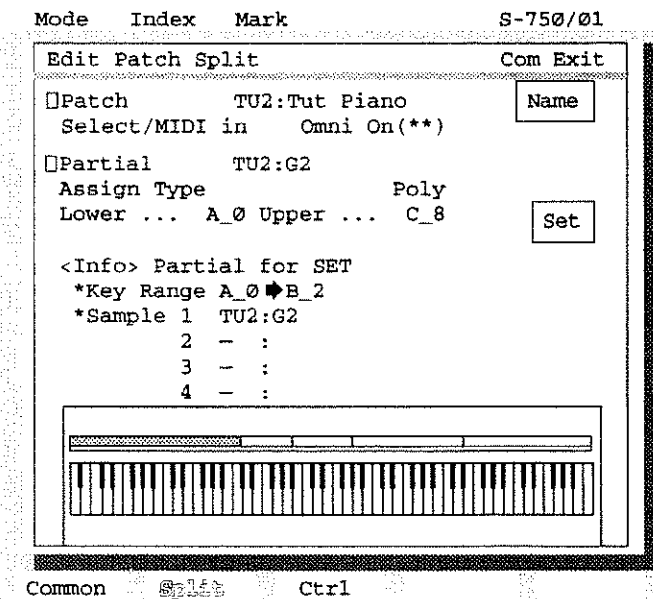 Mode Index Mark S-750/01
Edit Patch Split Com Exit
▯Patch TU2:Tut Piano Name
Select/MIDI in Omni On(**)
▯Partial TU2:G2
Assign Type Poly
Lower ... A_0 Upper ... C_8 Set
<Info> Partial for SET
*Key Range A_0 🡆 B_2
*Sample 1 TU2:G2
2 – :
3 – :
4 – :
Common Split Ctrl